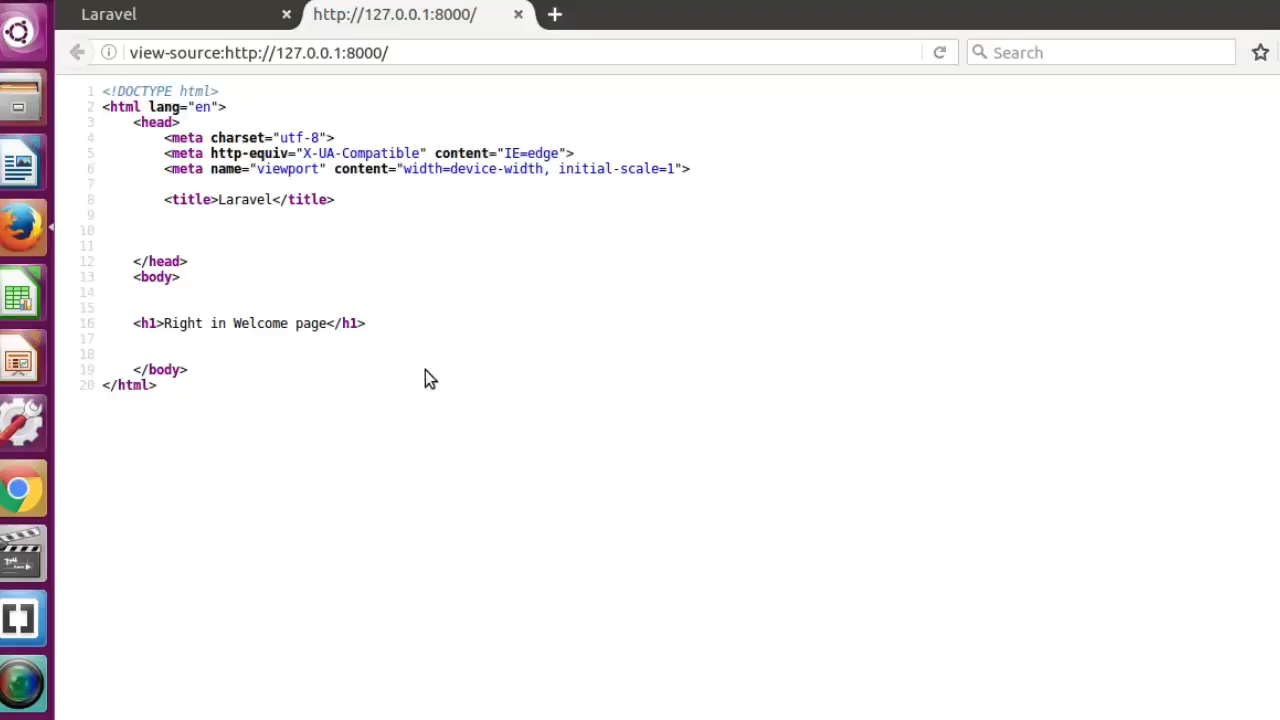 Laravel
http://127.0.0.1:8000/
view-source:http://127.0.0.1:8000/
Search
1 <!DOCTYPE html>
2 <html lang="en">
3     <head>
4         <meta charset="utf-8">
5         <meta http-equiv="X-UA-Compatible" content="IE=edge">
6         <meta name="viewport" content="width=device-width, initial-scale=1">
7
8         <title>Laravel</title>
9
10
11
12     </head>
13     <body>
14
15
16     <h1>Right in Welcome page</h1>
17
18
19     </body>
20 </html>